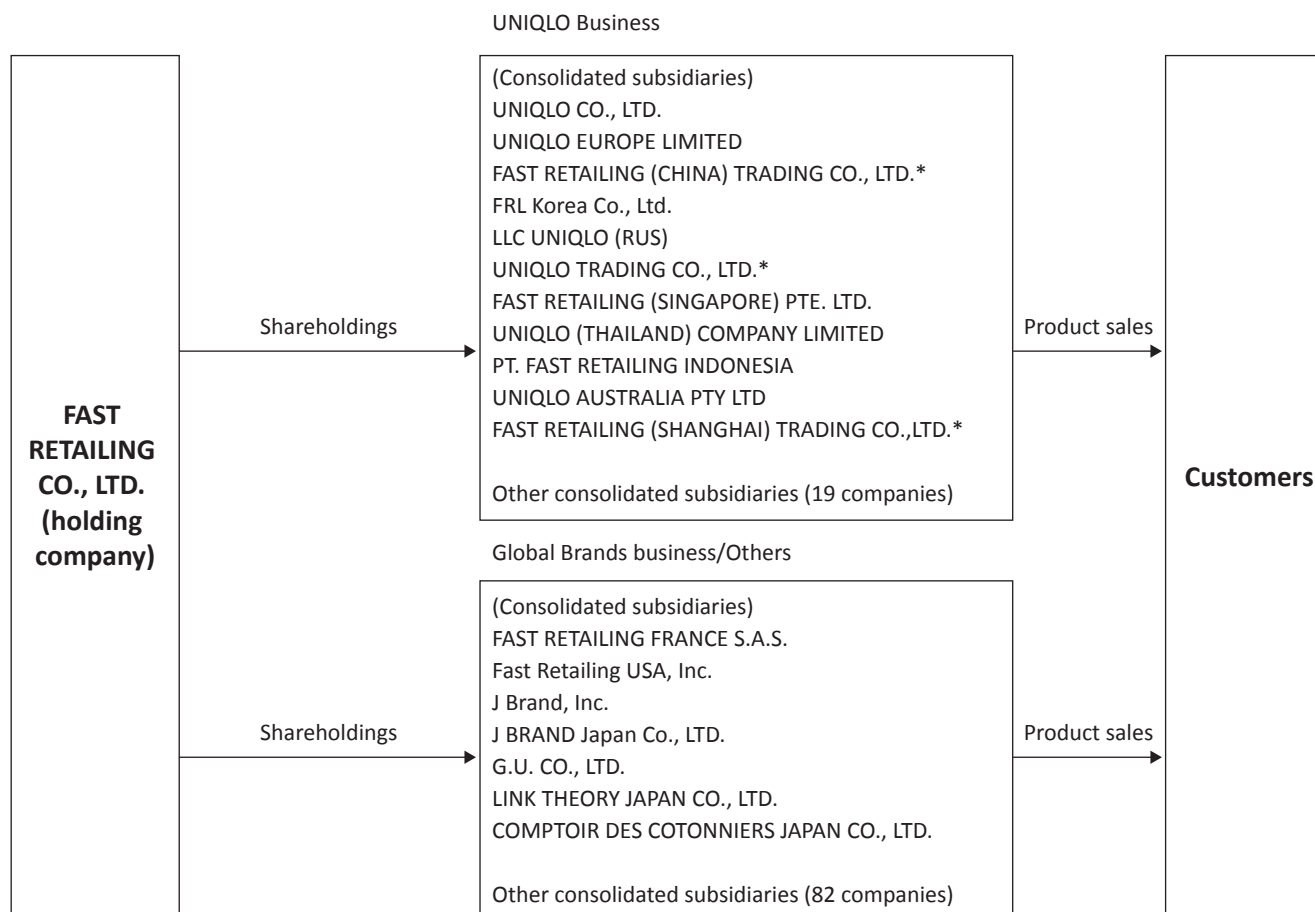 UNIQLO Business
FAST
RETAILING
CO., LTD.
(holding
company)
Shareholdings
(Consolidated subsidiaries)
UNIQLO CO., LTD.
UNIQLO EUROPE LIMITED
FAST RETAILING (CHINA) TRADING CO., LTD.*
FRL Korea Co., Ltd.
LLC UNIQLO (RUS)
UNIQLO TRADING CO., LTD.*
FAST RETAILING (SINGAPORE) PTE. LTD.
UNIQLO (THAILAND) COMPANY LIMITED
PT. FAST RETAILING INDONESIA
UNIQLO AUSTRALIA PTY LTD
FAST RETAILING (SHANGHAI) TRADING CO.,LTD.*
Other consolidated subsidiaries (19 companies)
Product sales
Customers
Global Brands business/Others
Shareholdings
(Consolidated subsidiaries)
FAST RETAILING FRANCE S.A.S.
Fast Retailing USA, Inc.
J Brand, Inc.
J BRAND Japan Co., LTD.
G.U. CO., LTD.
LINK THEORY JAPAN CO., LTD.
COMPTOIR DES COTONNIERS JAPAN CO., LTD.
Other consolidated subsidiaries (82 companies)
Product sales